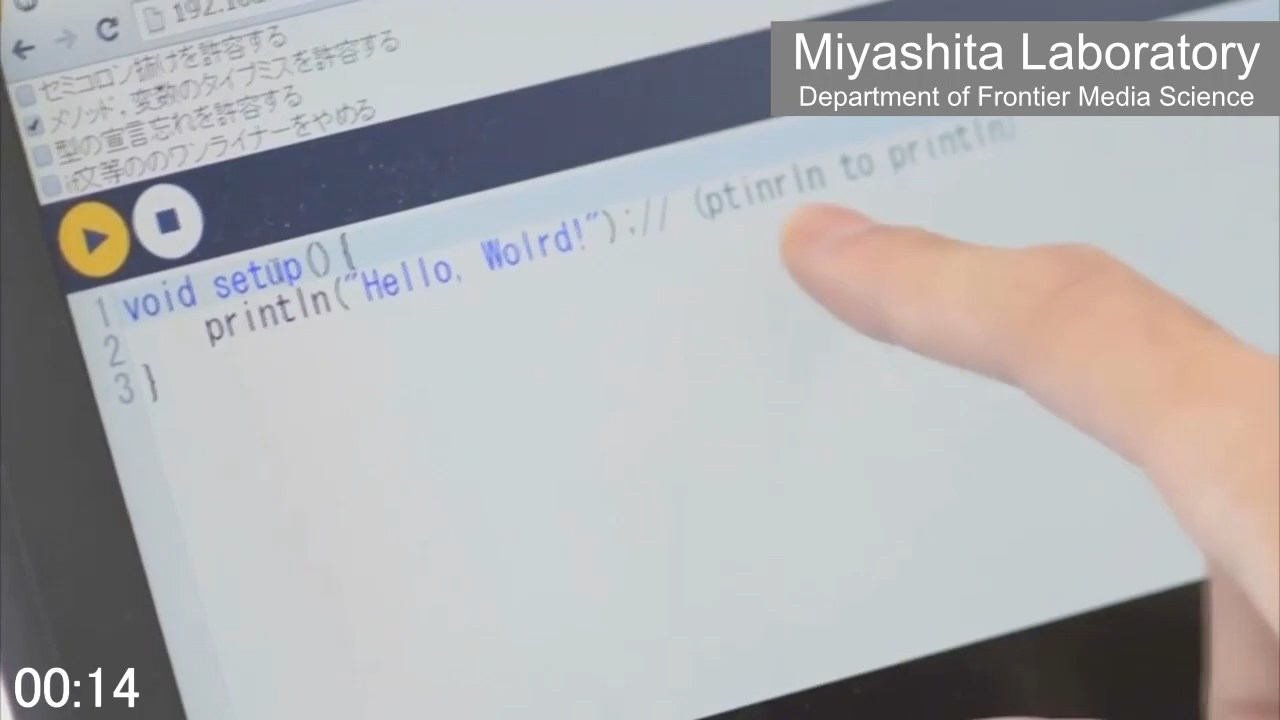 192.168
Miyashita Laboratory
Department of Frontier Media Science
セミコロン抜けを許容する
メソッド、変数のタイプミスを許容する
型の宣言忘れを許容する
if文等ののワンライナーをやめる
1 void setup() {
2 println("Hello, Wolrd!");// (ptinrln to println)
3 }
00:14